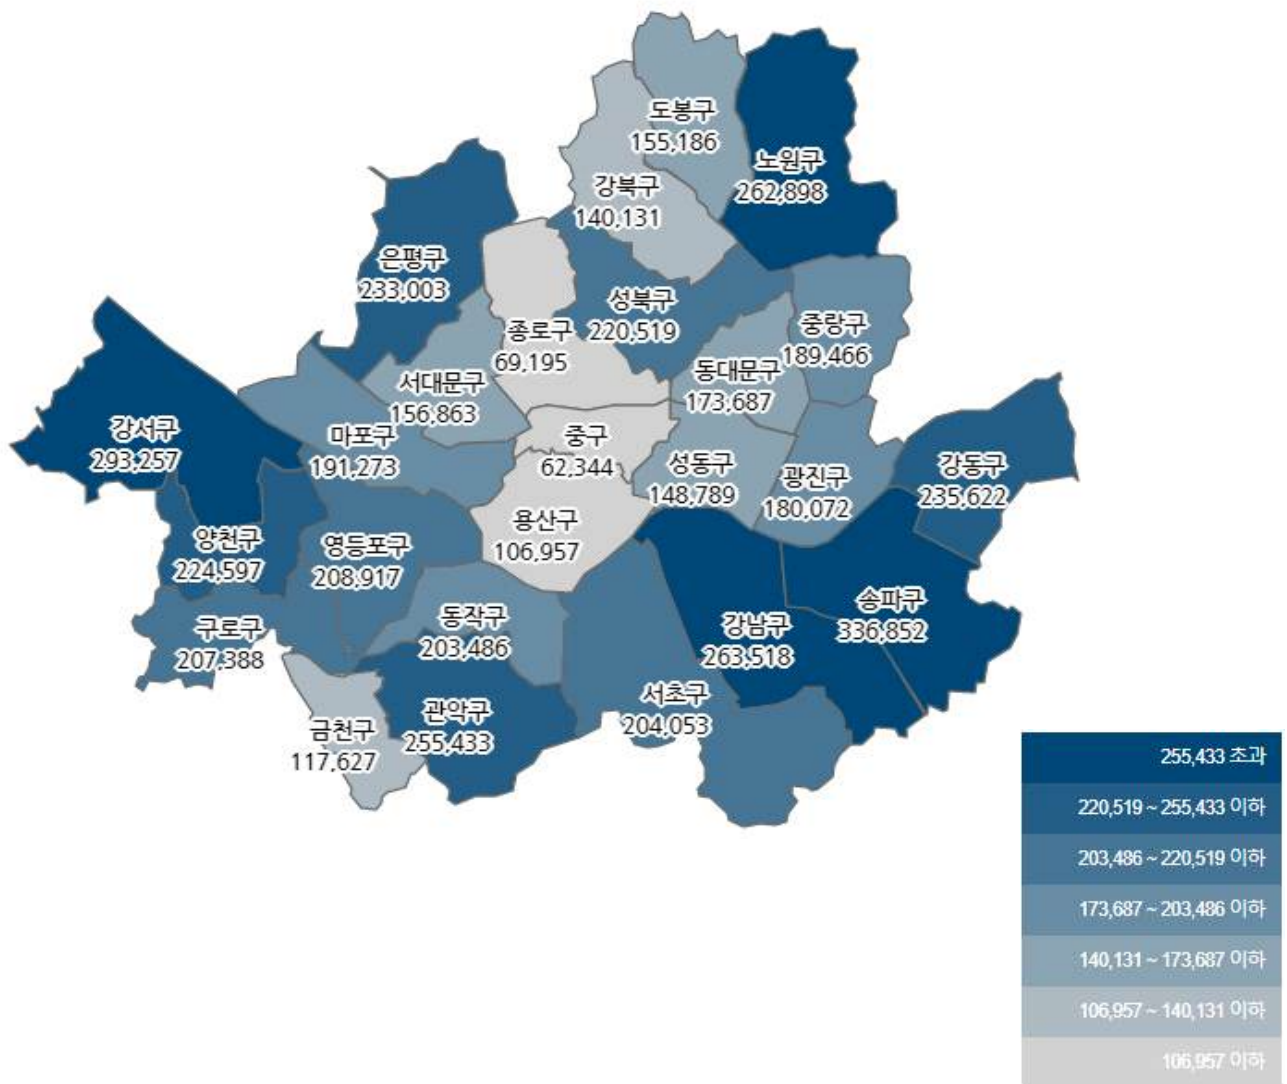 도봉구
155,186
노원구
262,898
강북구
140,131
은평구
233,003
성북구
220,519
종로구
69,195
중랑구
189,466
동대문구
173,687
서대문구
156,863
강서구
293,257
마포구
191,273
중구
62,344
성동구
148,789
광진구
180,072
강동구
235,622
양천구
224,597
영등포구
208,917
용산구
106,957
구로구
207,388
동작구
203,486
강남구
263,518
송파구
336,852
금천구
117,627
관악구
255,433
서초구
204,053
255,433 초과
220,519 ~ 255,433 이하
203,486 ~ 220,519 이하
173,687 ~ 203,486 이하
140,131 ~ 173,687 이하
106,957 ~ 140,131 이하
106,957 이하